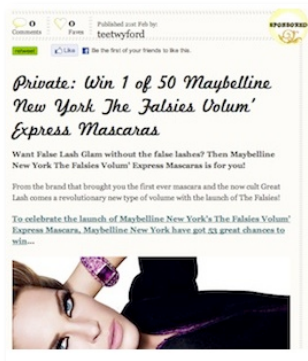 0 0 Published 21st Feb by:
Comments Faves teetwyford
SPONSORED
retweet Like Be the first of your friends to like this.
Private: Win 1 of 50 Maybelline
New York The Falsies Volum'
Express Mascaras
Want False Lash Glam without the false lashes? Then Maybelline
New York The Falsies Volum' Express Mascaras is for you!
From the brand that brought you the first ever mascara and the now cult Great
Lash comes a revolutionary new type of volume with the launch of The Falsies!
To celebrate the launch of Maybelline New York's The Falsies Volum'
Express Mascara, Maybelline New York have got 53 great chances to
win...